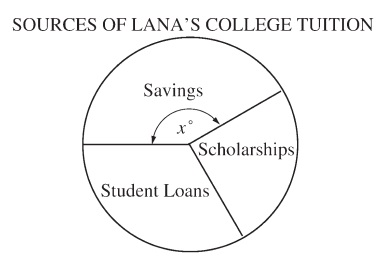 SOURCES OF LANA'S COLLEGE TUITION
Savings
x°
Scholarships
Student Loans